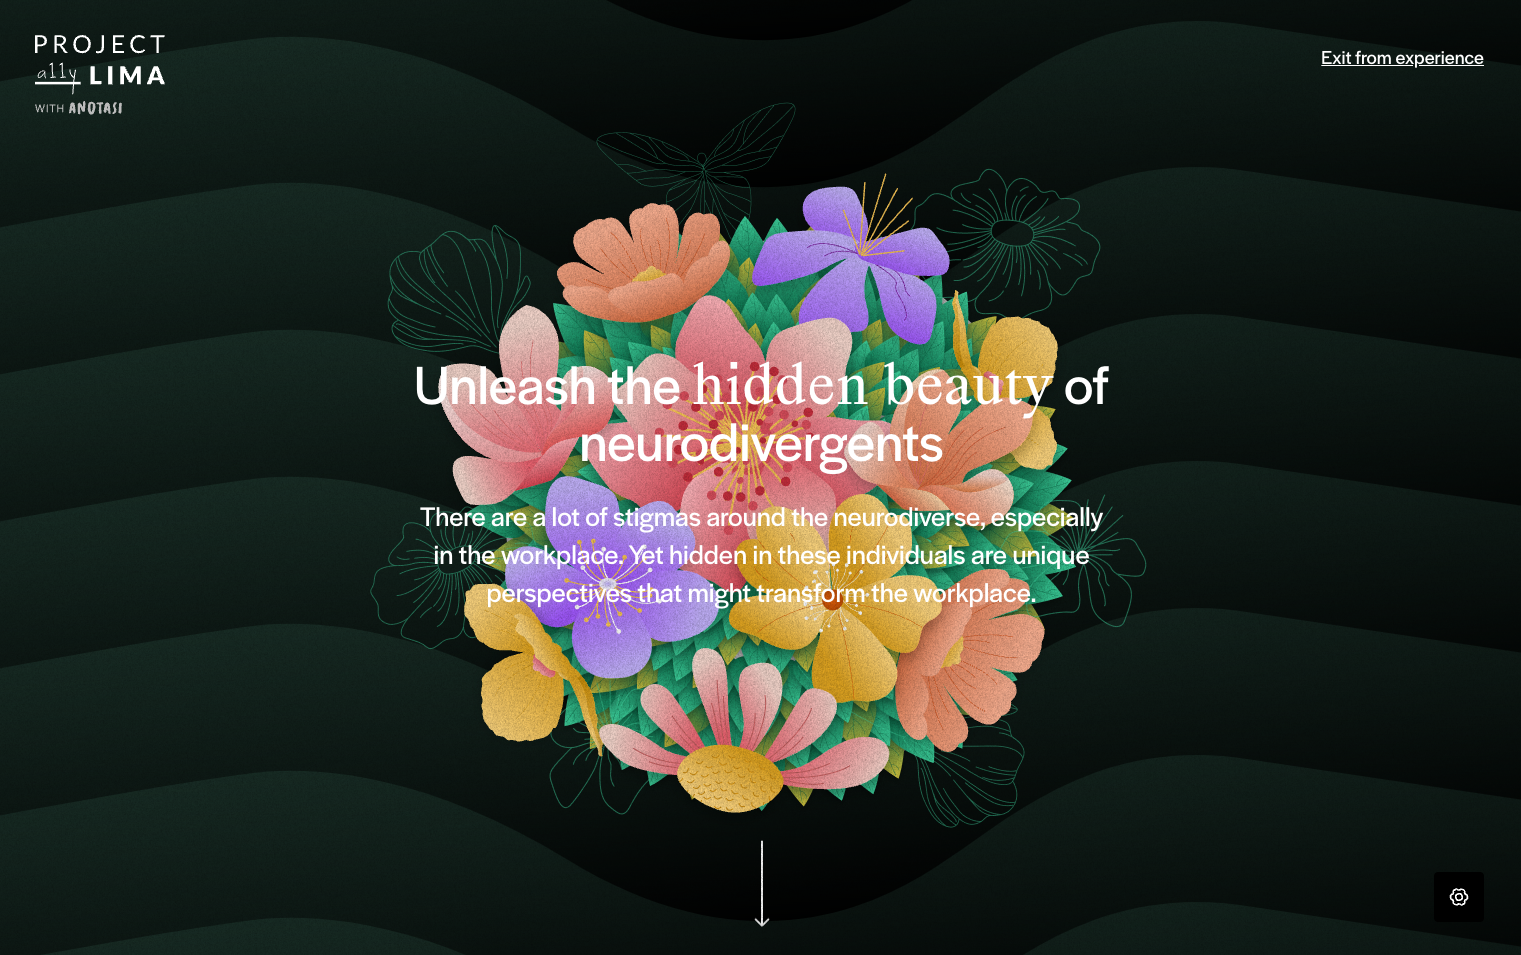 PROJECT
a11y LIMA
WITH ANOTASI
Exit from experience
Unleash the hidden beauty of
neurodivergents
There are a lot of stigmas around the neurodiverse, especially
in the workplace. Yet hidden in these individuals are unique
perspectives that might transform the workplace.